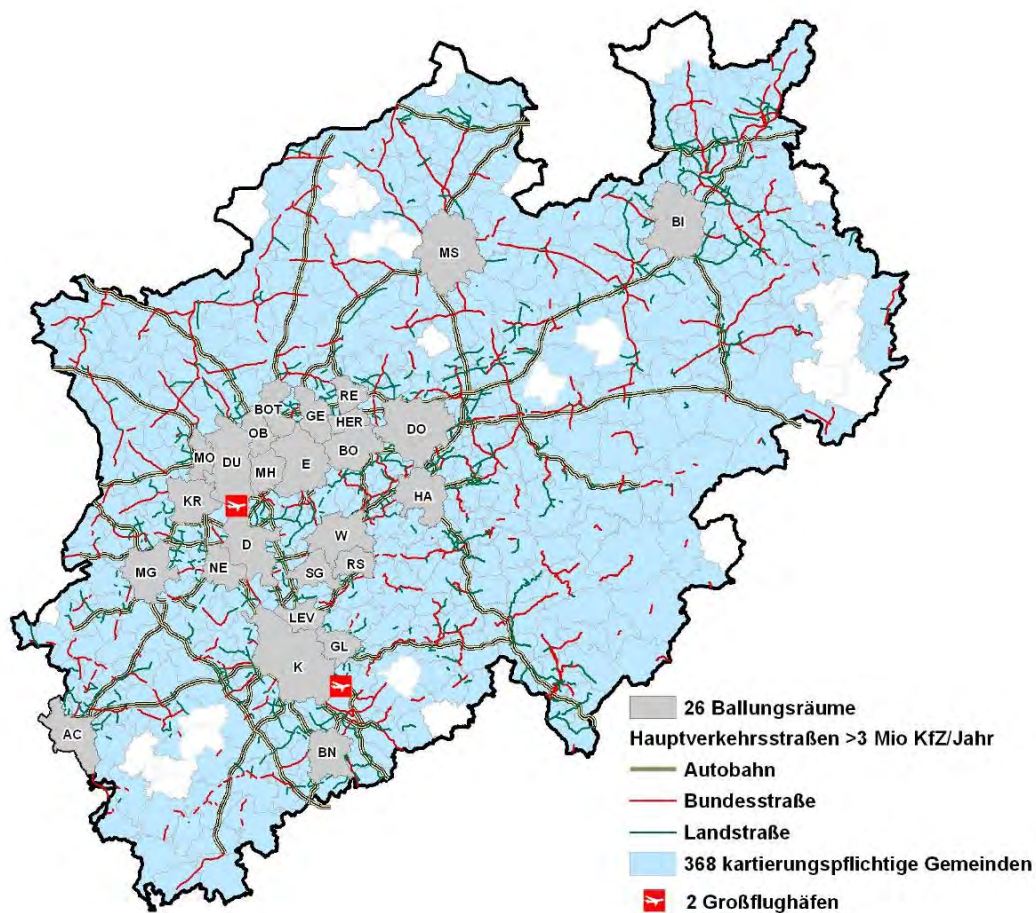 BI
MS
RE
BOT
GE
HER
OB
DO
BO
MO
DU
MH
E
KR
HA
W
D
NE
SG
RS
MG
LEV
GL
K
AC
BN
26 Ballungsräume
Hauptverkehrsstraßen >3 Mio KfZ/Jahr
Autobahn
Bundesstraße
Landstraße
368 kartierungspflichtige Gemeinden
2 Großflughäfen